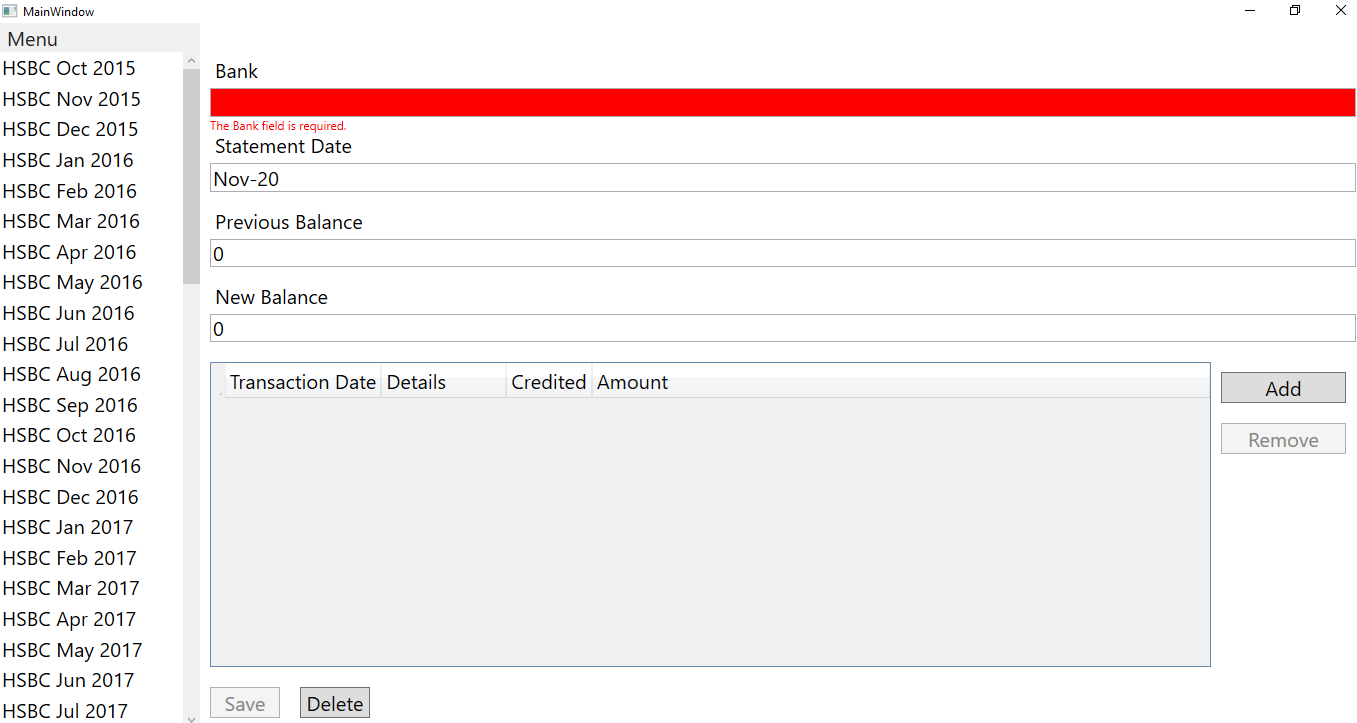 MainWindow
Menu
HSBC Oct 2015
HSBC Nov 2015
HSBC Dec 2015
HSBC Jan 2016
HSBC Feb 2016
HSBC Mar 2016
HSBC Apr 2016
HSBC May 2016
HSBC Jun 2016
HSBC Jul 2016
HSBC Aug 2016
HSBC Sep 2016
HSBC Oct 2016
HSBC Nov 2016
HSBC Dec 2016
HSBC Jan 2017
HSBC Feb 2017
HSBC Mar 2017
HSBC Apr 2017
HSBC May 2017
HSBC Jun 2017
HSBC Jul 2017
Bank
The Bank field is required.
Statement Date
Nov-20
Previous Balance
0
New Balance
0
Transaction Date Details Credited Amount
Add
Remove
Save Delete